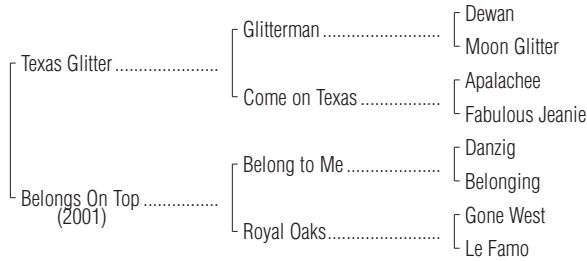 Dewan
Glitterman ........................................
Moon Glitter
Texas Glitter ...................................
Apalachee
Come on Texas ...........................
Fabulous Jeanie
Danzig
Belong to Me ...............................
Belonging
Belongs On Top .........................
(2001)
Gone West
Royal Oaks .....................................
Le Famo